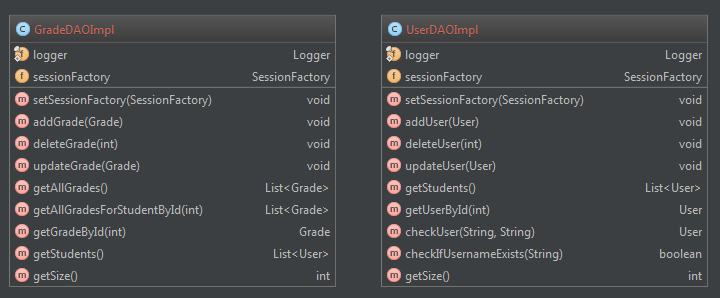 GradeDAOImpl
logger Logger
sessionFactory SessionFactory
setSessionFactory(SessionFactory) void
addGrade(Grade) void
deleteGrade(int) void
updateGrade(Grade) void
getAllGrades() List<Grade>
getAllGradesForStudentById(int) List<Grade>
getGradeById(int) Grade
getStudents() List<User>
getSize() int
UserDAOImpl
logger Logger
sessionFactory SessionFactory
setSessionFactory(SessionFactory) void
addUser(User) void
deleteUser(int) void
updateUser(User) void
getStudents() List<User>
getUserById(int) User
checkUser(String, String) User
checkIfUsernameExists(String) boolean
getSize() int